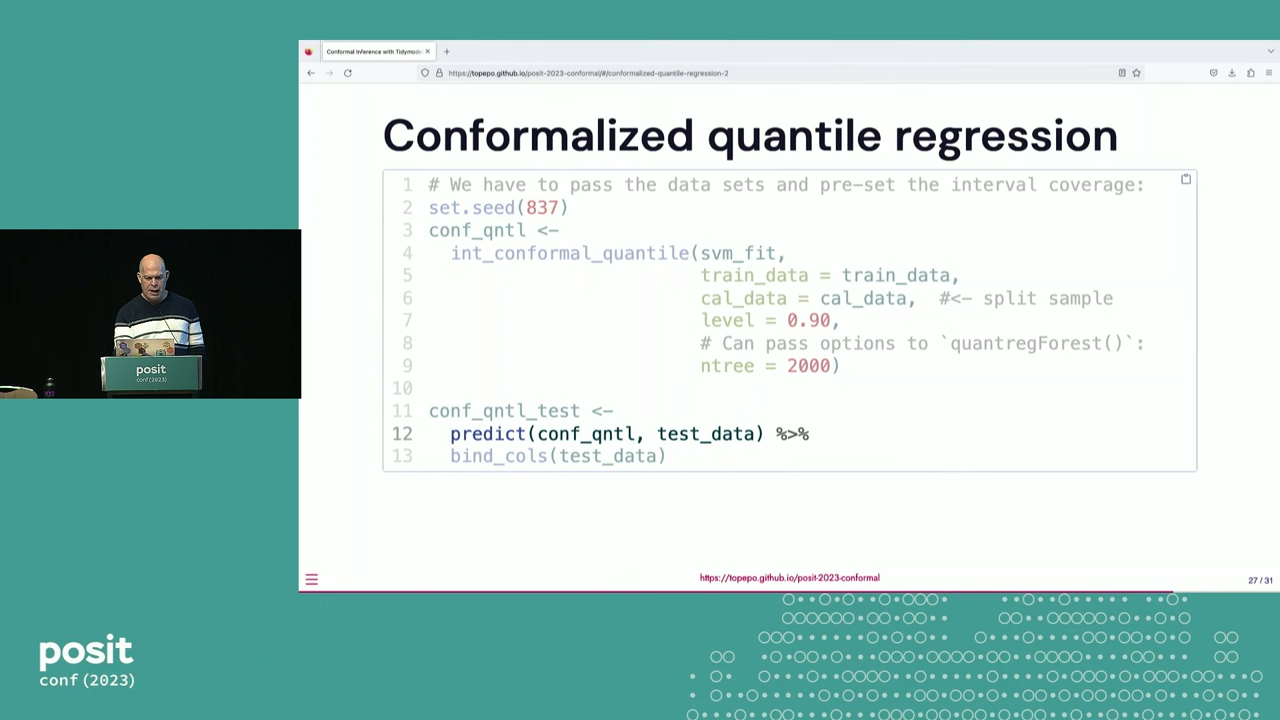 Conformal Inference with Tidymode
https://topepo.github.io/posit-2023-conformal/#/conformalized-quantile-regression-2
Conformalized quantile regression
1 # We have to pass the data sets and pre-set the interval coverage:
2 set.seed(837)
3 conf_qntl <-
4 int_conformal_quantile(svm_fit,
5 train_data = train_data,
6 cal_data = cal_data, #<- split sample
7 level = 0.90,
8 # Can pass options to `quantregForest()`:
9 ntree = 2000)
10
11 conf_qntl_test <-
12 predict(conf_qntl, test_data) %>%
13 bind_cols(test_data)
https://topepo.github.io/posit-2023-conformal
27 / 31
posit
conf(2023)
posit
conf(2023)